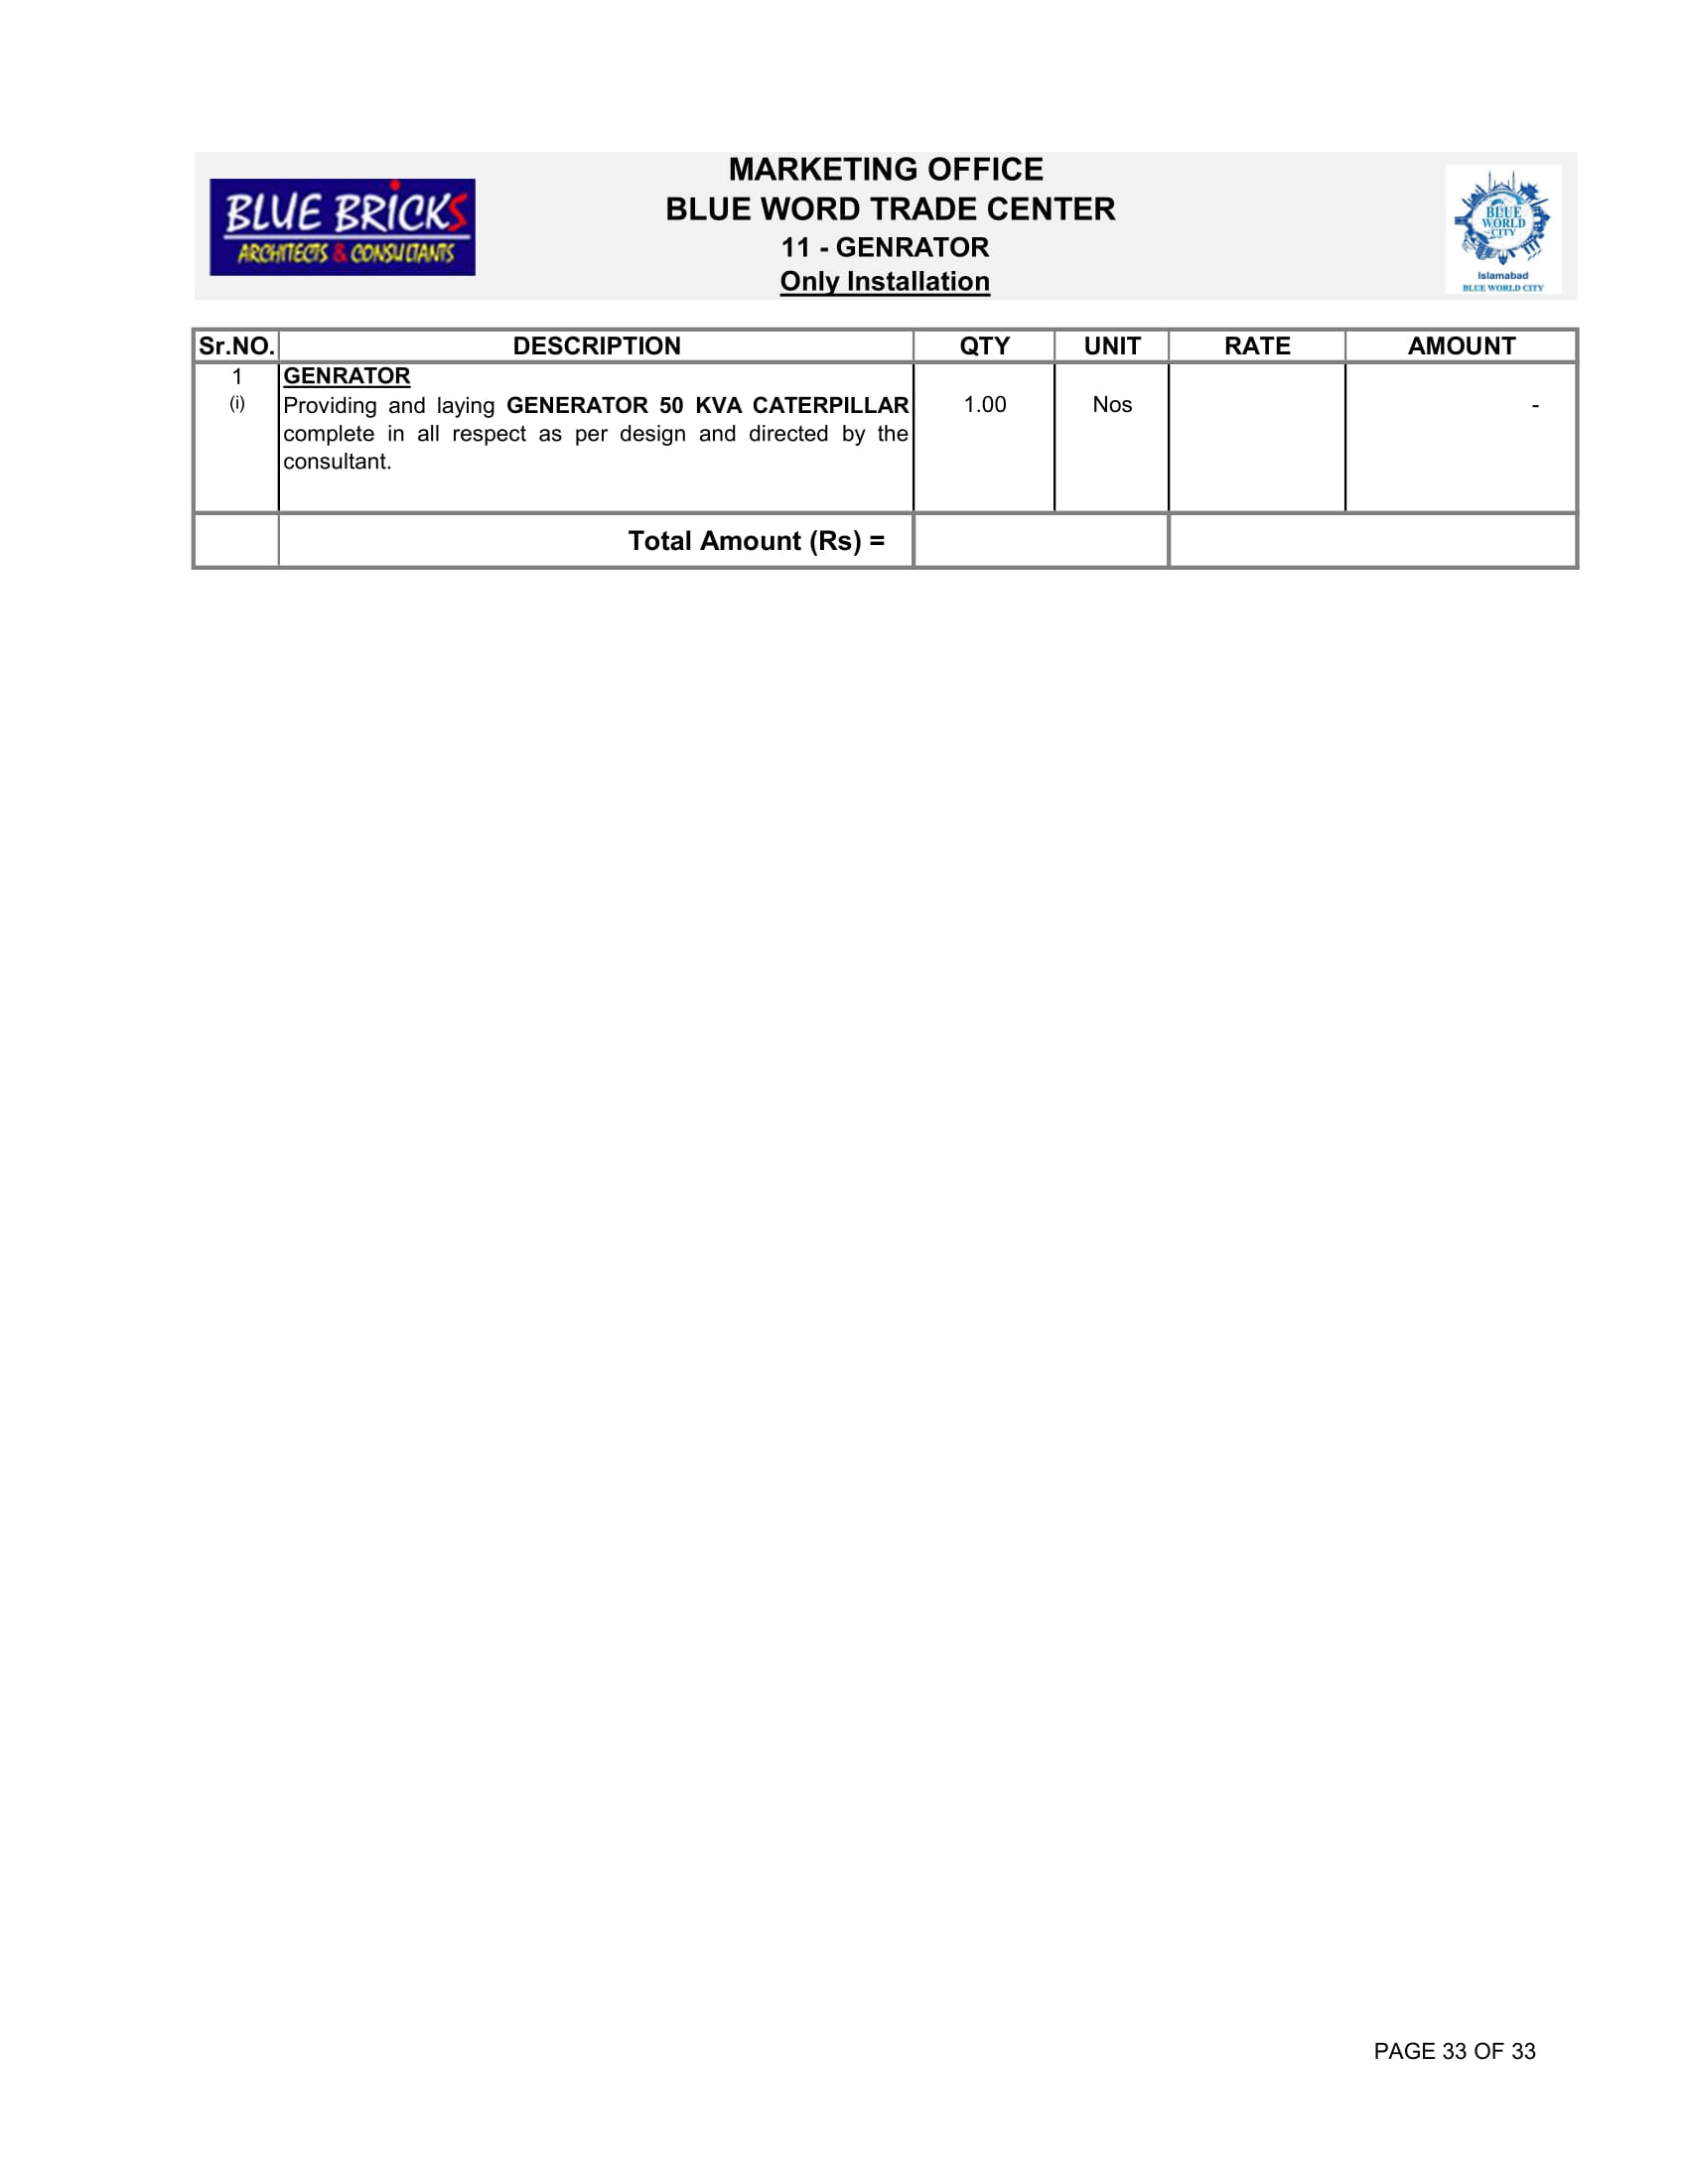 BLUE BRICKS
ARCHITECTS & CONSULTANTS
MARKETING OFFICE
BLUE WORD TRADE CENTER
11 - GENRATOR
Only Installation
BLUE
WORLD
CITY
Islamabad
BLUE WORLD CITY
Sr.NO. DESCRIPTION QTY UNIT RATE AMOUNT
1 GENRATOR
(i) Providing and laying GENERATOR 50 KVA CATERPILLAR 1.00 Nos -
complete in all respect as per design and directed by the
consultant.
Total Amount (Rs) =
PAGE 33 OF 33